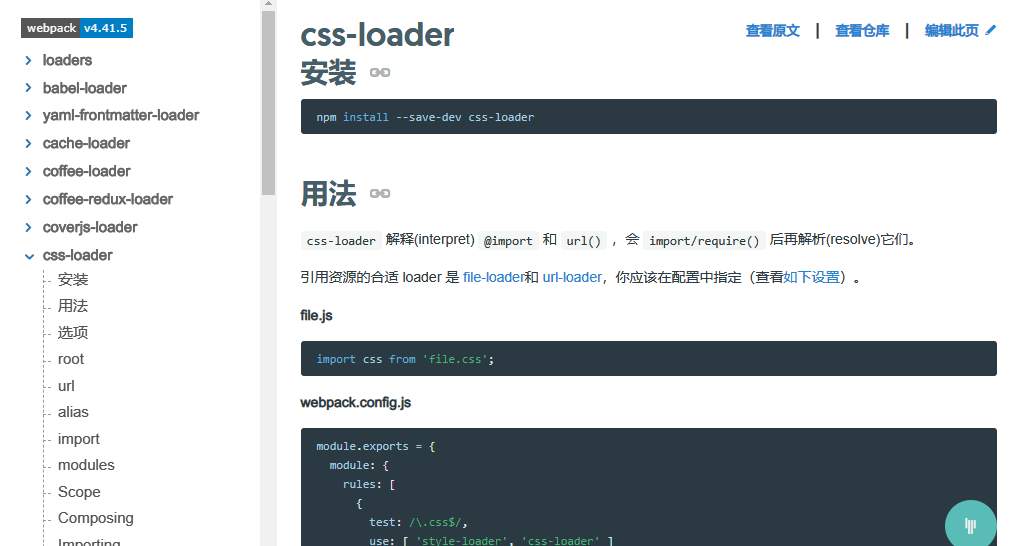 webpack v4.41.5
loaders
babel-loader
yaml-frontmatter-loader
cache-loader
coffee-loader
coffee-redux-loader
coverjs-loader
css-loader
安装
用法
选项
root
url
alias
import
modules
Scope
Composing
Importing
查看原文 | 查看仓库 | 编辑此页
css-loader
安装
npm install --save-dev css-loader
用法
css-loader 解释(interpret) @import 和 url() ，会 import/require() 后再解析(resolve)它们。
引用资源的合适 loader 是 file-loader和 url-loader，你应该在配置中指定（查看如下设置）。
file.js
import css from 'file.css';
webpack.config.js
module.exports = {
  module: {
    rules: [
      {
        test: /\.css$/,
        use: [ 'style-loader', 'css-loader' ]